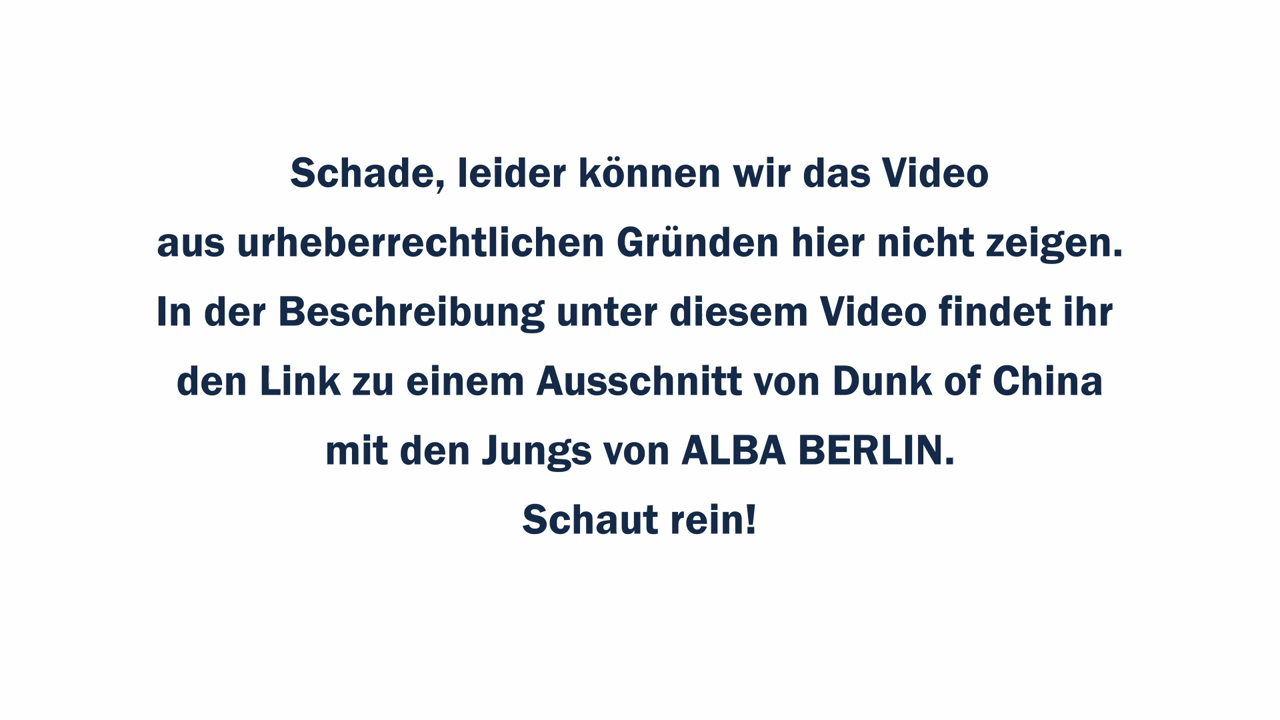 Schade, leider können wir das Video
aus urheberrechtlichen Gründen hier nicht zeigen.
In der Beschreibung unter diesem Video findet ihr
den Link zu einem Ausschnitt von Dunk of China
mit den Jungs von ALBA BERLIN.
Schaut rein!